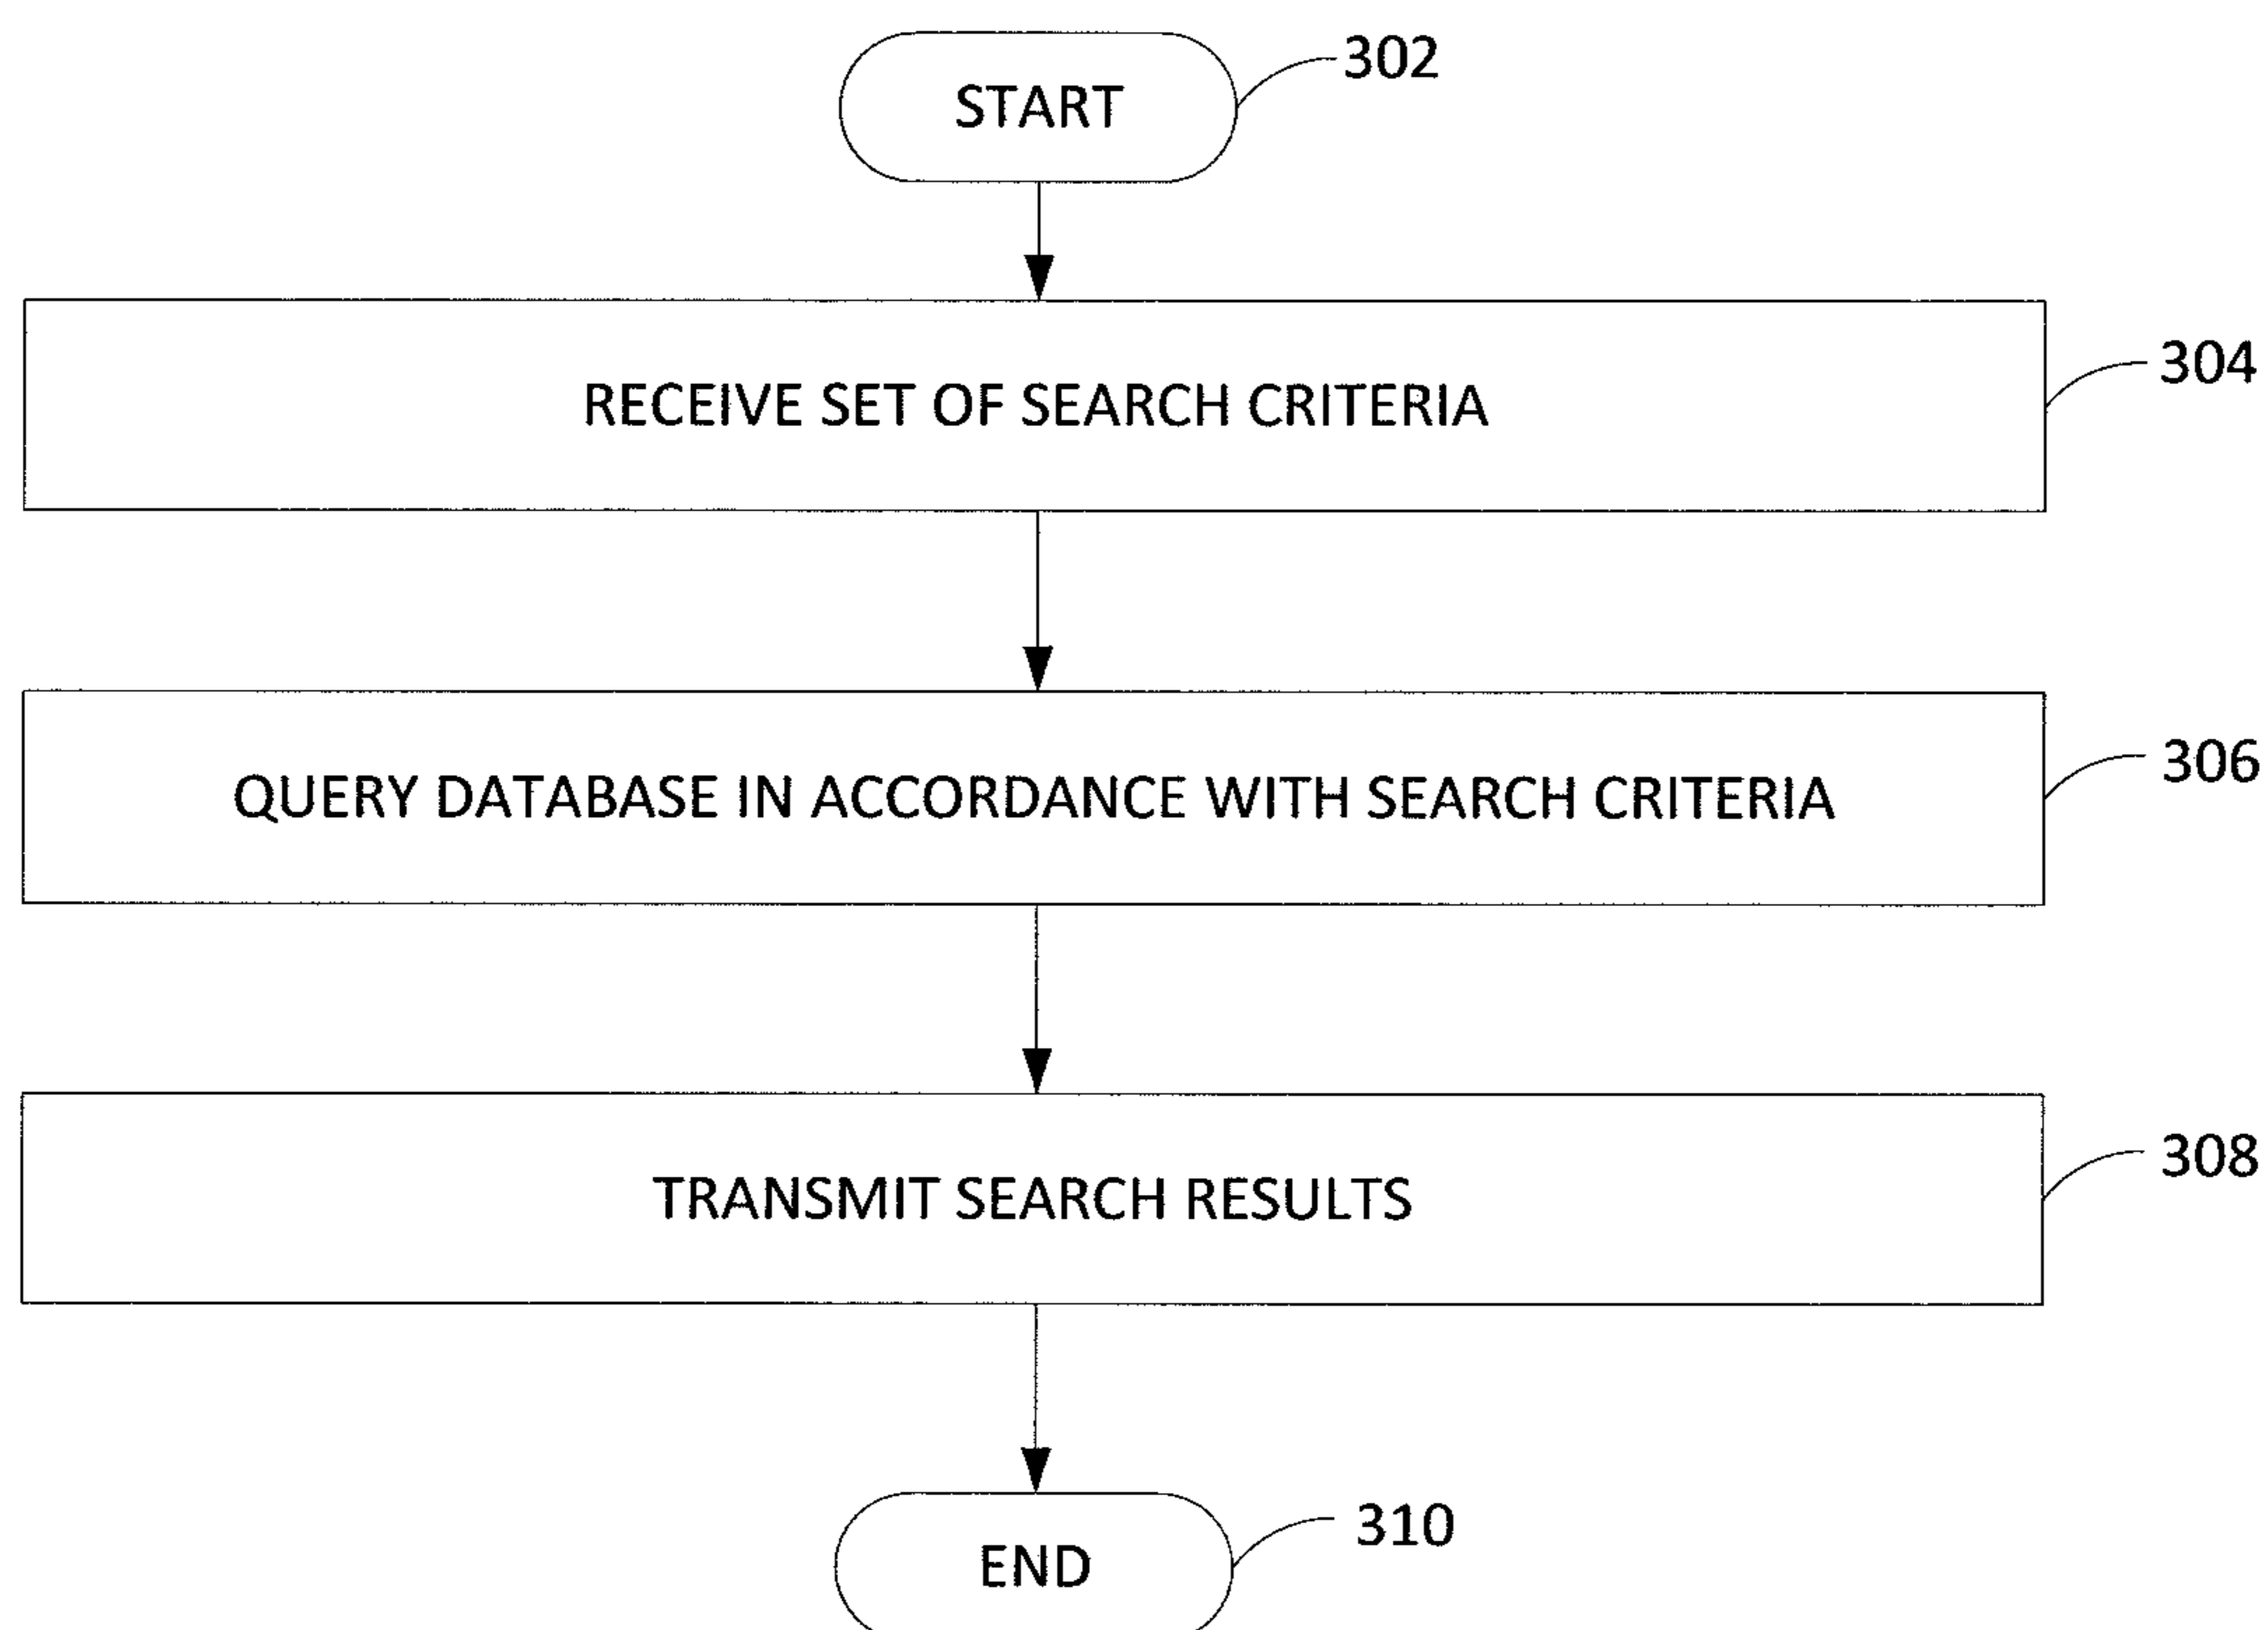 START
302
RECEIVE SET OF SEARCH CRITERIA
304
QUERY DATABASE IN ACCORDANCE WITH SEARCH CRITERIA
306
TRANSMIT SEARCH RESULTS
308
END
310